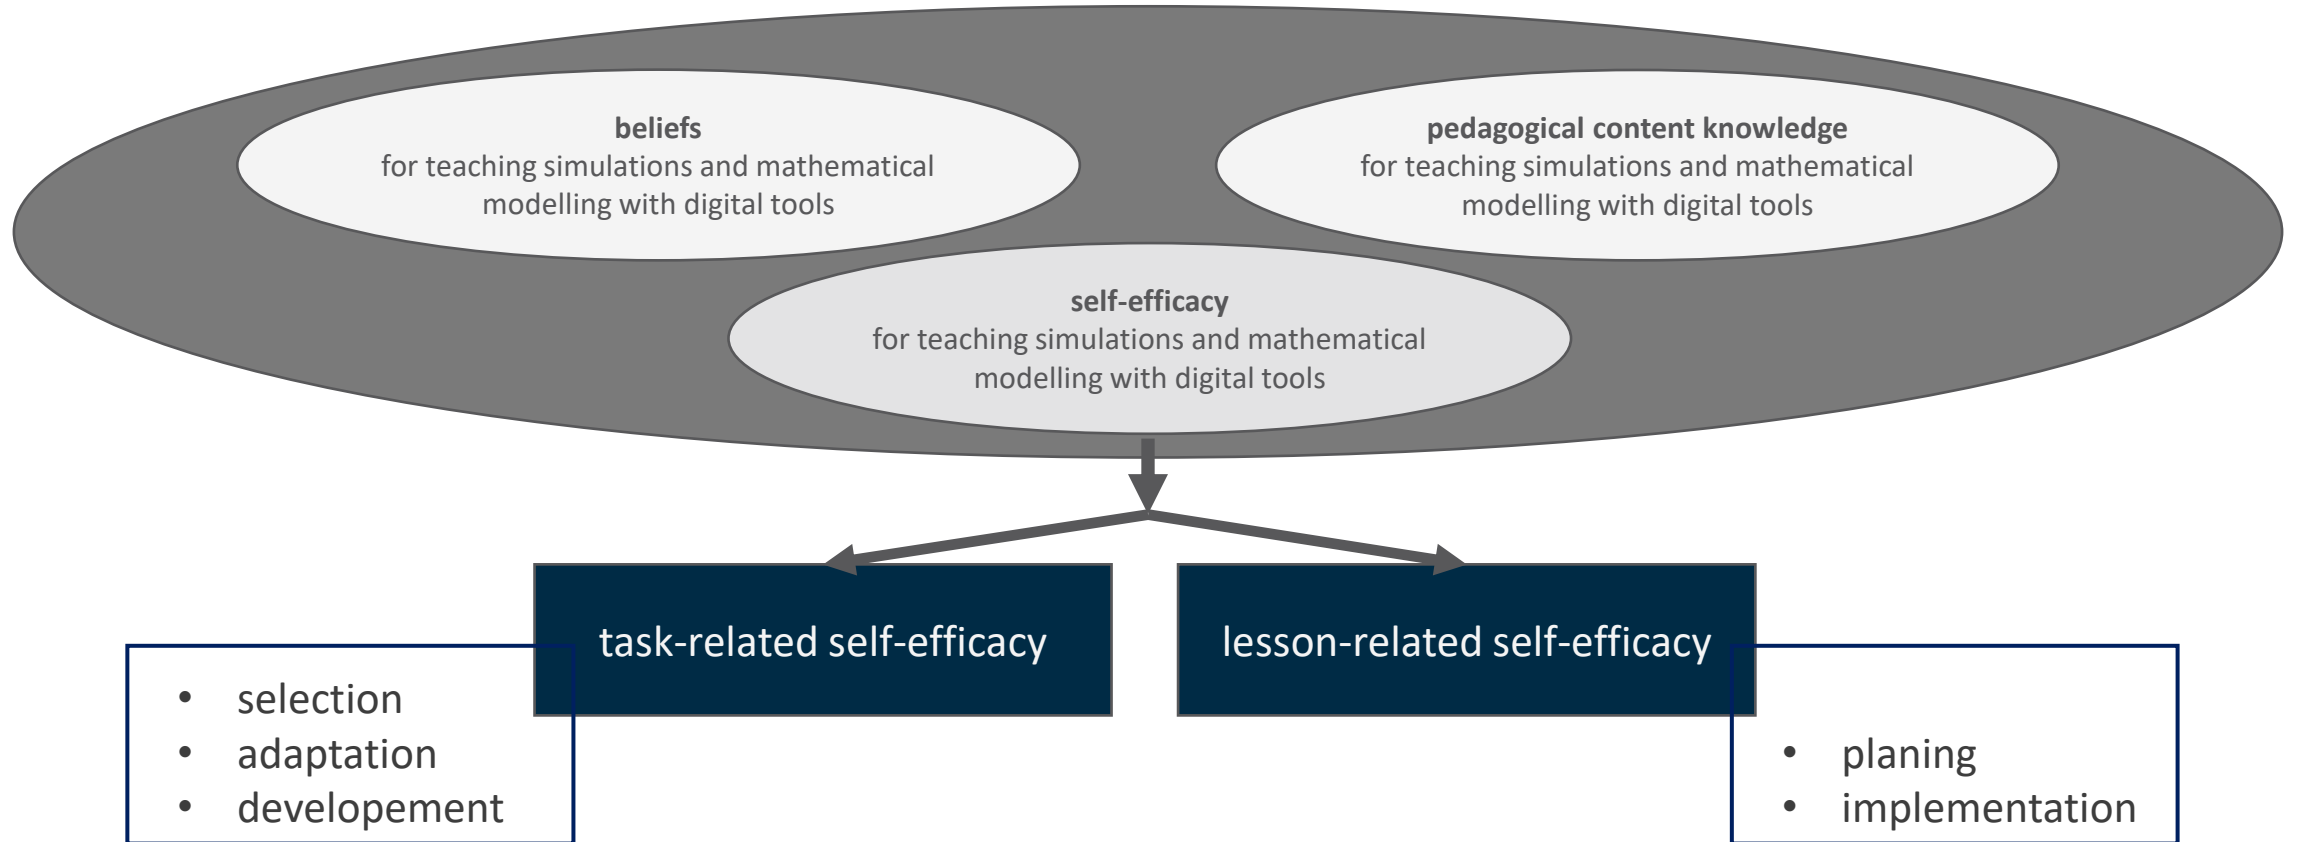 beliefs
for teaching simulations and mathematical
modelling with digital tools
pedagogical content knowledge
for teaching simulations and mathematical
modelling with digital tools
self-efficacy
for teaching simulations and mathematical
modelling with digital tools
task-related self-efficacy
• selection
• adaptation
• developement
lesson-related self-efficacy
• planing
• implementation